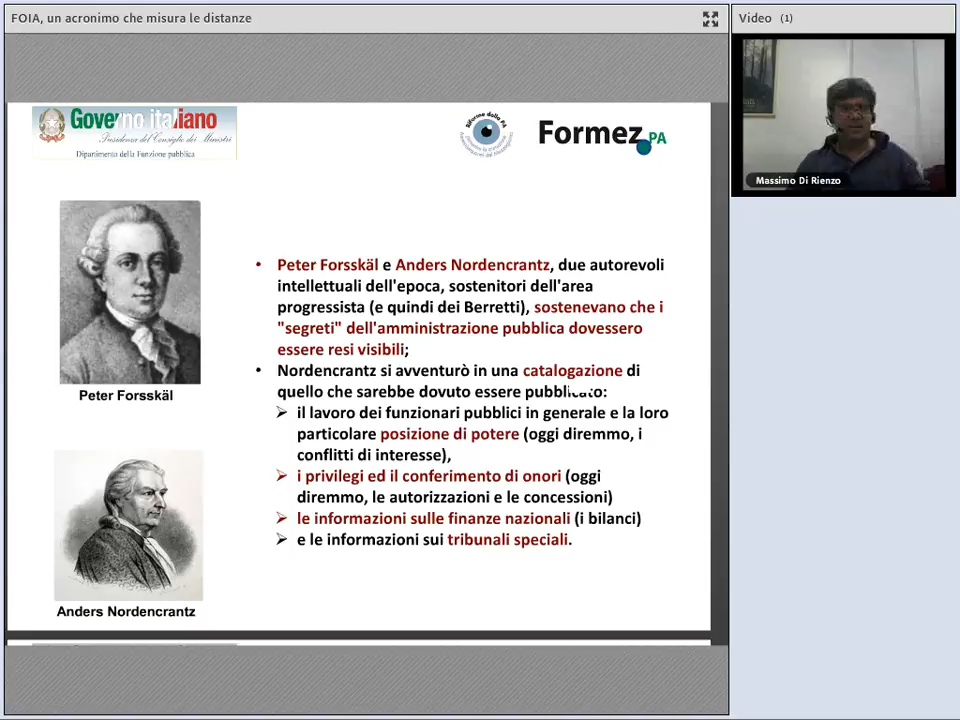 FOIA, un acronimo che misura le distanze
Video (1)
Governo italiano
Presidenza del Consiglio dei Ministri
Dipartimento della Funzione pubblica
Riforme della PA
Formez PA
Massimo Di Rienzo
• Peter Forsskäl e Anders Nordencrantz, due autorevoli
intellettuali dell'epoca, sostenitori dell'area
progressista (e quindi dei Berretti), sostenevano che i
"segreti" dell'amministrazione pubblica dovessero
essere resi visibili;
• Nordencrantz si avventurò in una catalogazione di
quello che sarebbe dovuto essere pubblicato:
➢ il lavoro dei funzionari pubblici in generale e la loro
particolare posizione di potere (oggi diremmo, i
conflitti di interesse),
➢ i privilegi ed il conferimento di onori (oggi
diremmo, le autorizzazioni e le concessioni)
➢ le informazioni sulle finanze nazionali (i bilanci)
➢ e le informazioni sui tribunali speciali.
Peter Forsskäl
Anders Nordencrantz